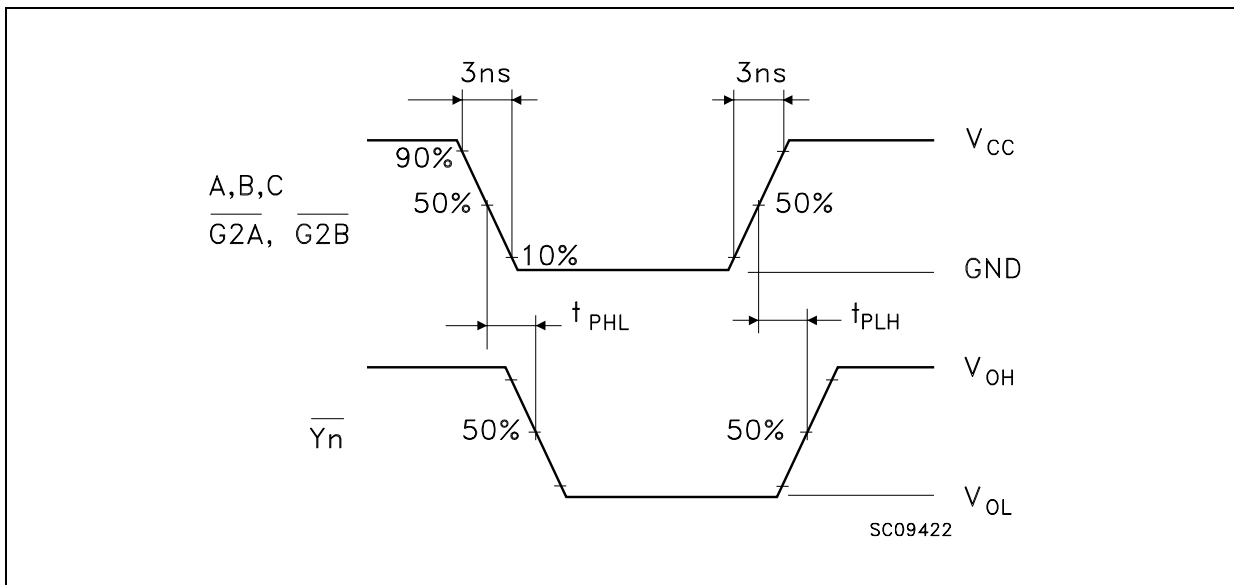 3ns 3ns
V CC
90%
A,B,C
50% 50%
G2A, G2B
10%
GND
t PHL t PLH
V OH
50% 50%
Yn
V OL
SC09422